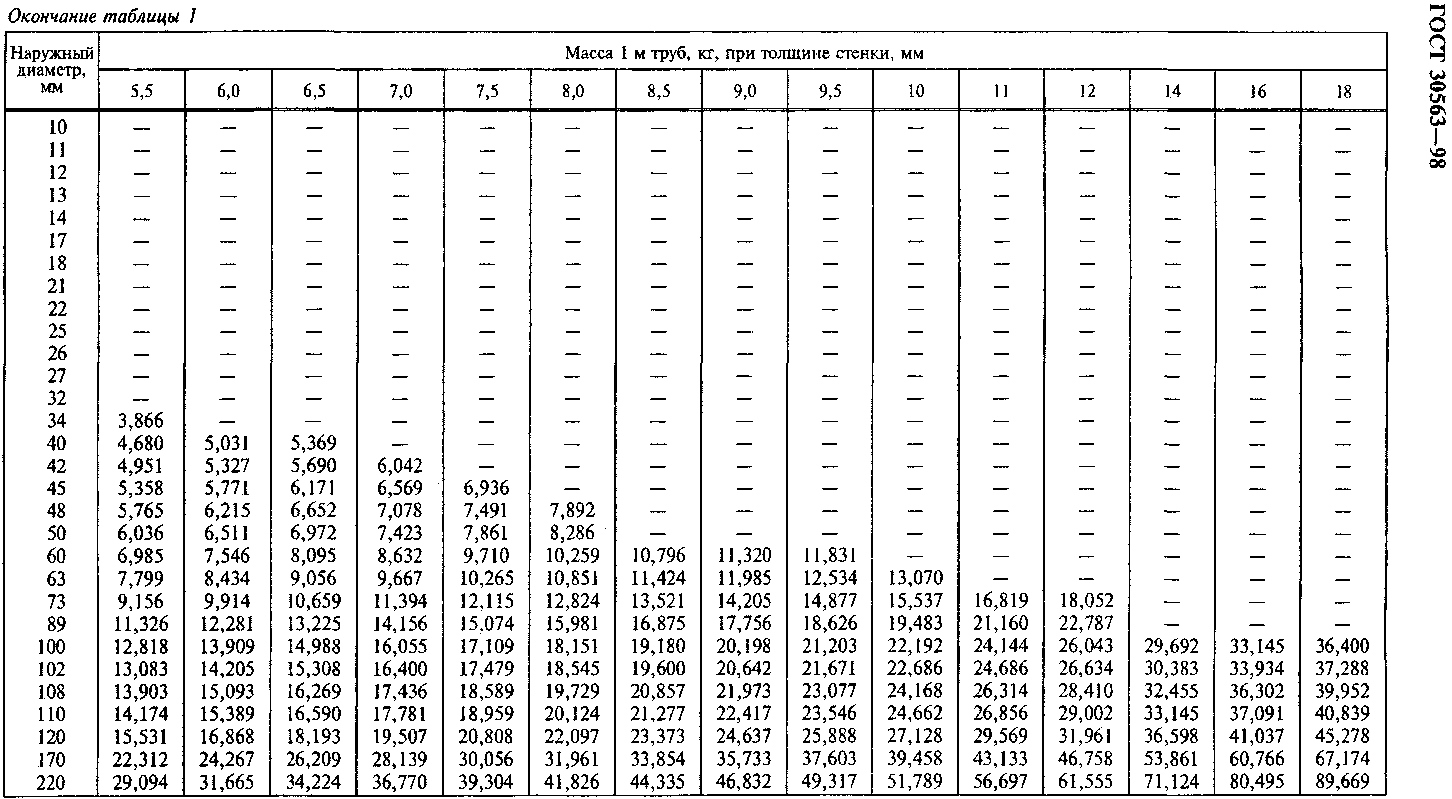 Окончание таблицы 1
ГОСТ 30563—98
Наружный диаметр, мм
Масса 1 м труб, кг, при толщине стенки, мм
5,5 6,0 6,5 7,0 7,5 8,0 8,5 9,0 9,5 10 11 12 14 16 18
10 — — — — — — — — — — — — — — —
11 — — — — — — — — — — — — — — —
12 — — — — — — — — — — — — — — —
13 — — — — — — — — — — — — — — —
14 — — — — — — — — — — — — — — —
17 — — — — — — — — — — — — — — —
18 — — — — — — — — — — — — — — —
21 — — — — — — — — — — — — — — —
22 — — — — — — — — — — — — — — —
25 — — — — — — — — — — — — — — —
26 — — — — — — — — — — — — — — —
27 — — — — — — — — — — — — — — —
32 — — — — — — — — — — — — — — —
34 3,866 — — — — — — — — — — — — — —
40 4,680 5,031 5,369 — — — — — — — — — — — —
42 4,951 5,327 5,690 6,042 — — — — — — — — — — —
45 5,358 5,771 6,171 6,569 6,936 — — — — — — — — — —
48 5,765 6,215 6,652 7,078 7,491 7,892 — — — — — — — — —
50 6,036 6,511 6,972 7,423 7,861 8,286 — — — — — — — — —
60 6,985 7,546 8,095 8,632 9,710 10,259 10,796 11,320 11,831 — — — — — —
63 7,799 8,434 9,056 9,667 10,265 10,851 11,424 11,985 12,534 13,070 — — — — —
73 9,156 9,914 10,659 11,394 12,115 12,824 13,521 14,205 14,877 15,537 16,819 18,052 — — —
89 11,326 12,281 13,225 14,156 15,074 15,981 16,875 17,756 18,626 19,483 21,160 22,787 — — —
100 12,818 13,909 14,988 16,055 17,109 18,151 19,180 20,198 21,203 22,192 24,144 26,043 29,692 33,145 36,400
102 13,083 14,205 15,308 16,400 17,479 18,545 19,600 20,642 21,671 22,686 24,686 26,634 30,383 33,934 37,288
108 13,903 15,093 16,269 17,436 18,589 19,729 20,857 21,973 23,077 24,168 26,314 28,410 32,455 36,302 39,952
110 14,174 15,389 16,590 17,781 18,959 20,124 21,277 22,417 23,546 24,662 26,856 29,002 33,145 37,091 40,839
120 15,531 16,868 18,193 19,507 20,808 22,097 23,373 24,637 25,888 27,128 29,569 31,961 36,598 41,037 45,278
170 22,312 24,267 26,209 28,139 30,056 31,961 33,854 35,733 37,603 39,458 43,133 46,758 53,861 60,766 67,174
220 29,094 31,665 34,224 36,770 39,304 41,826 44,335 46,832 49,317 51,789 56,697 61,555 71,124 80,495 89,669